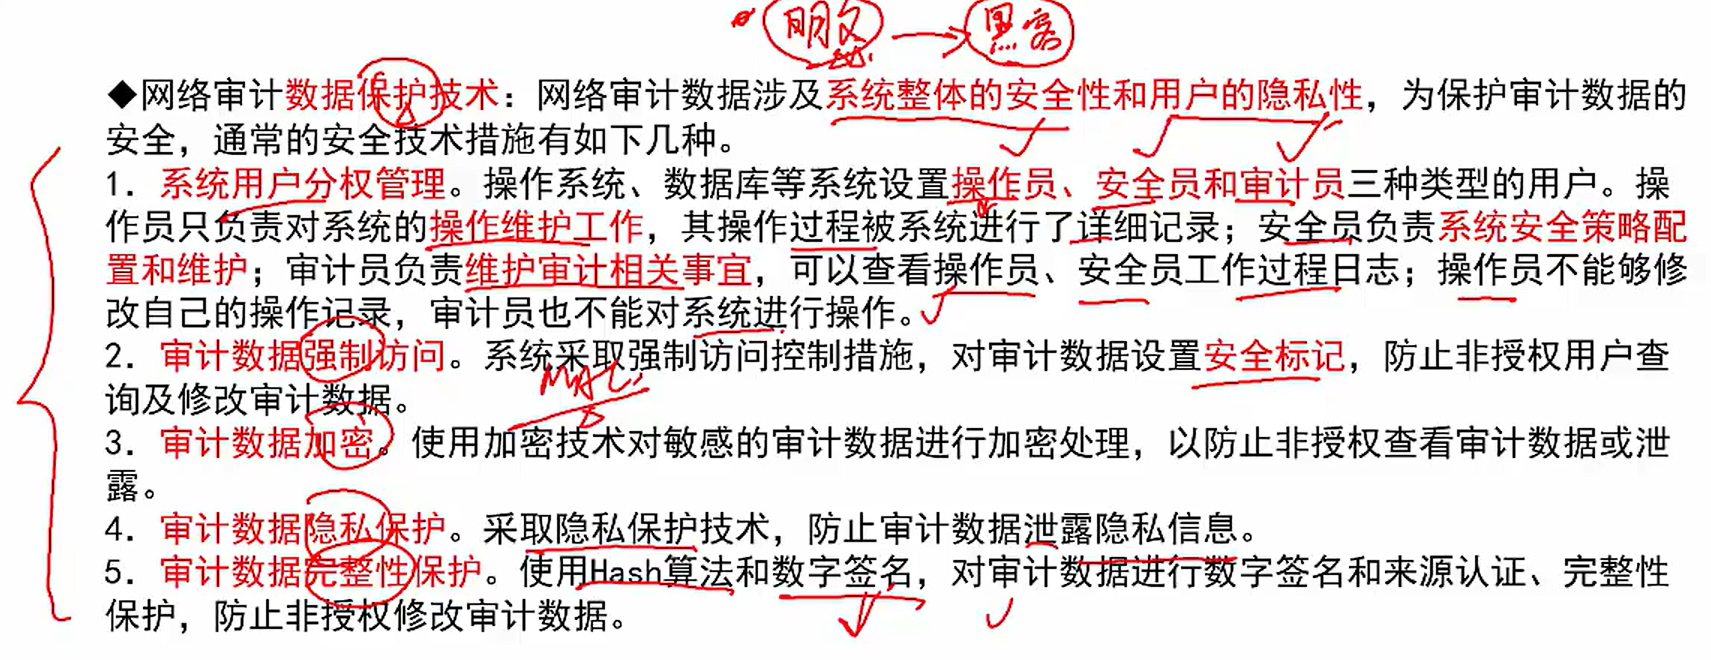 明文 → 黑客
◆网络审计数据保护技术：网络审计数据涉及系统整体的安全性和用户的隐私性，为保护审计数据的
安全，通常的安全技术措施有如下几种。
1．系统用户分权管理。操作系统、数据库等系统设置操作员、安全员和审计员三种类型的用户。操
作员只负责对系统的操作维护工作，其操作过程被系统进行了详细记录；安全员负责系统安全策略配
置和维护；审计员负责维护审计相关事宜，可以查看操作员、安全员工作过程日志；操作员不能够修
改自己的操作记录，审计员也不能对系统进行操作。
2．审计数据强制访问。系统采取强制访问控制措施，对审计数据设置安全标记，防止非授权用户查
询及修改审计数据。
MAC
3．审计数据加密。使用加密技术对敏感的审计数据进行加密处理，以防止非授权查看审计数据或泄
露。
4．审计数据隐私保护。采取隐私保护技术，防止审计数据泄露隐私信息。
5．审计数据完整性保护。使用Hash算法和数字签名，对审计数据进行数字签名和来源认证、完整性
保护，防止非授权修改审计数据。